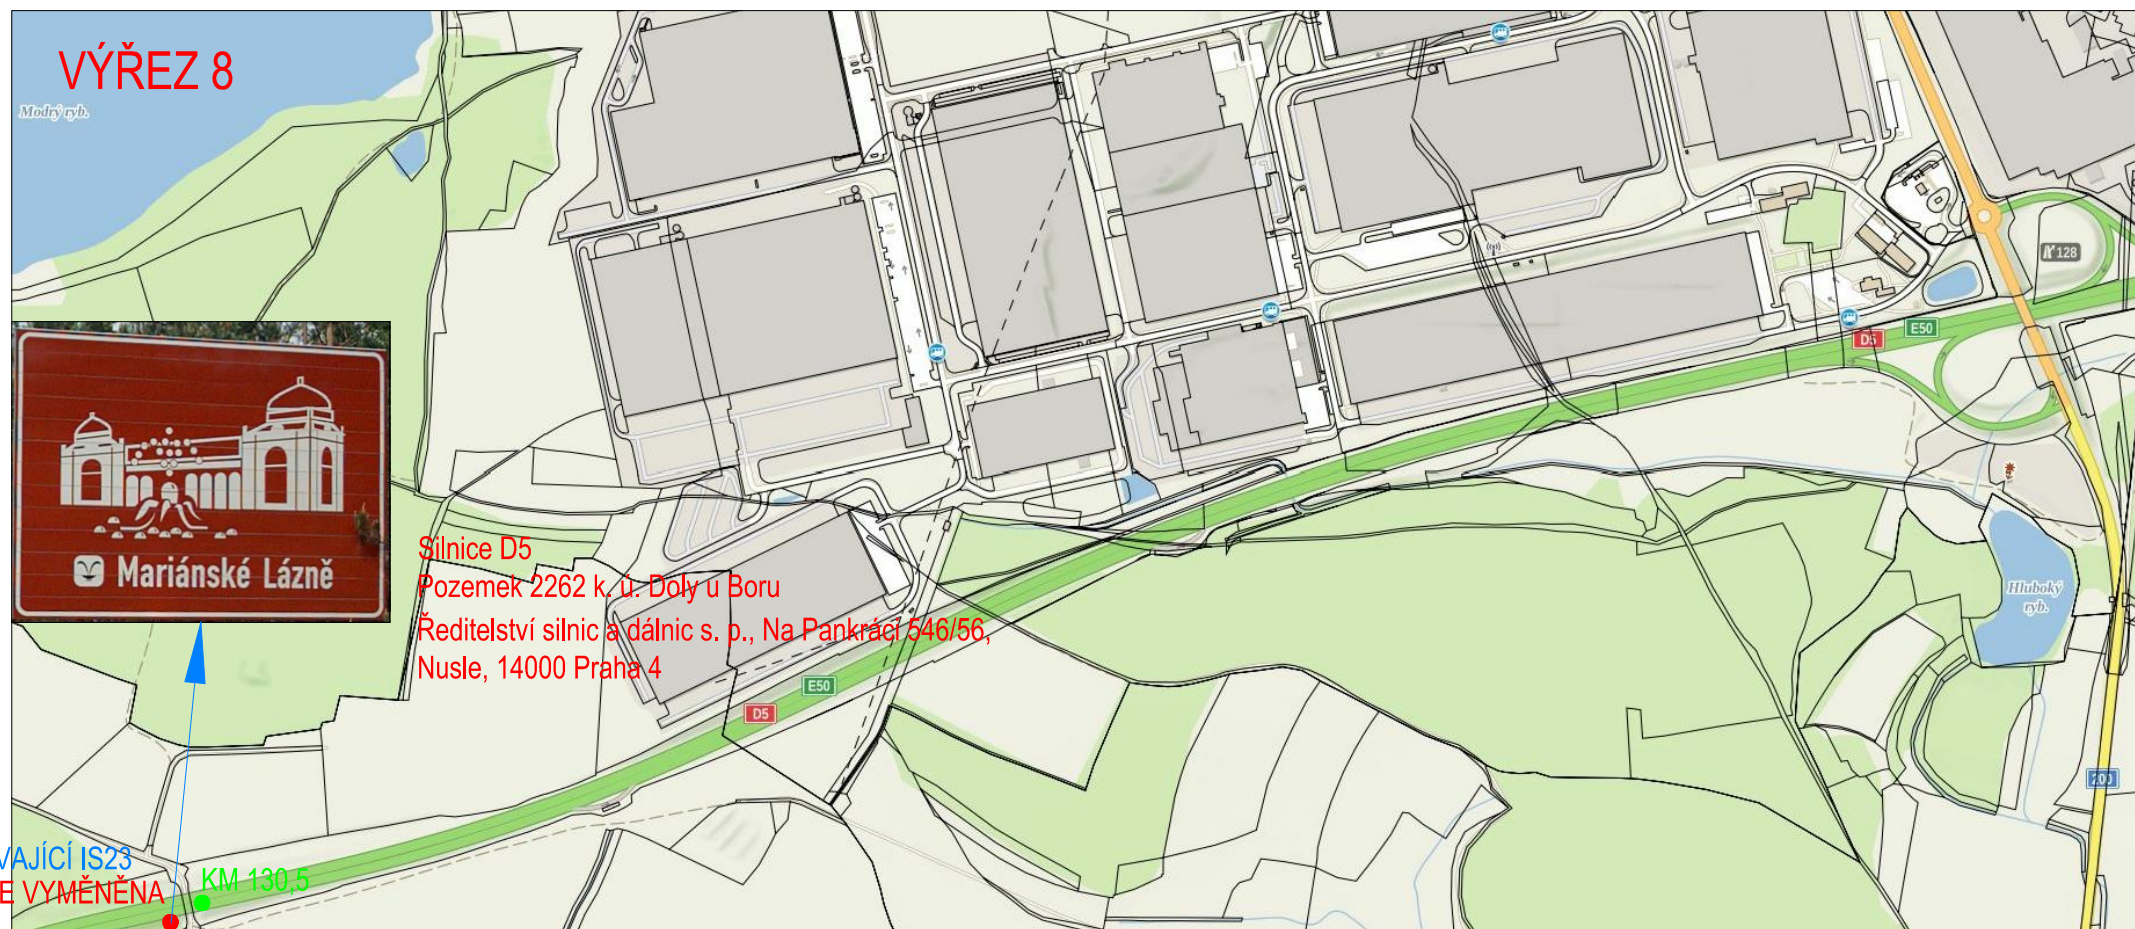 VÝŘEZ 8
Modrý ryb.
128
E50
D5
Mariánské Lázně
Silnice D5
Pozemek 2262 k. ú. Doly u Boru
Ředitelství silnic a dálnic s. p., Na Pankráci 546/56,
Nusle, 14000 Praha 4
Hluboký
ryb.
E50
D5
200
VAJÍCÍ IS23
E VYMĚNĚNA
KM 130,5